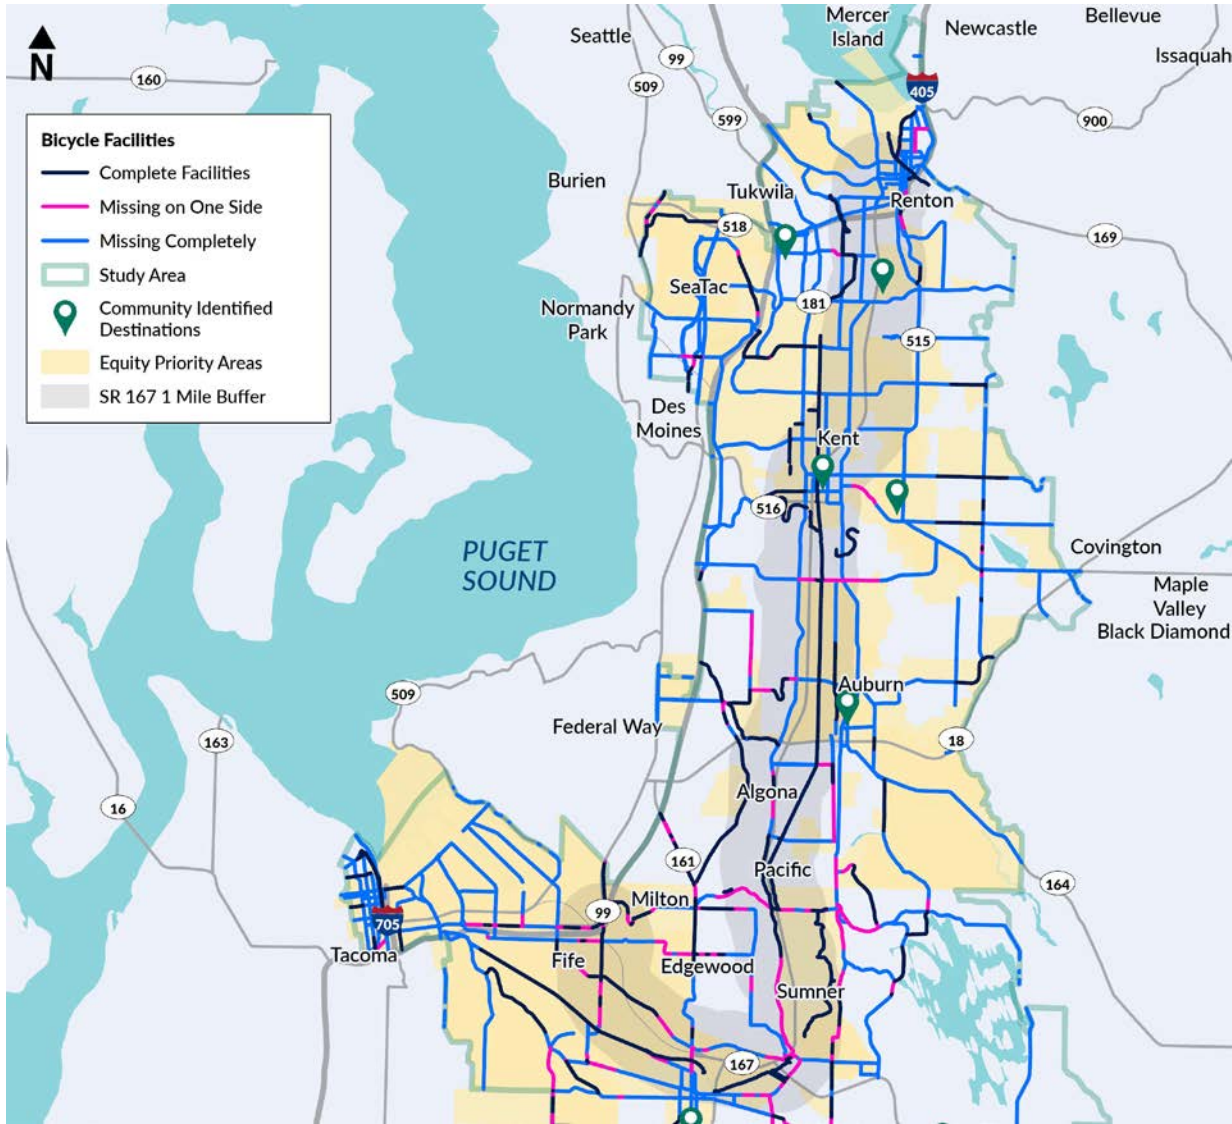 Mercer
Island
Newcastle
Bellevue
Issaquah
Seattle
99
509
599
160
N
405
900
Bicycle Facilities
Complete Facilities
Missing on One Side
Missing Completely
Study Area
Community Identified
Destinations
Equity Priority Areas
SR 167 1 Mile Buffer
Burien
Tukwila
Renton
518
169
SeaTac
Normandy
Park
181
515
Des
Moines
Kent
516
PUGET
SOUND
Covington
Maple
Valley
Black Diamond
509
Auburn
163
Federal Way
18
16
Algona
161
Pacific
164
Milton
99
705
Tacoma
Fife
Edgewood
Sumner
167